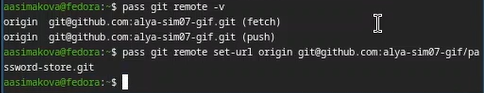 aasimakova@fedora:~$ pass git remote -v
origin  git@github.com:alya-sim07-gif.git (fetch)
origin  git@github.com:alya-sim07-gif.git (push)
aasimakova@fedora:~$ pass git remote set-url origin git@github.com:alya-sim07-gif/pa
ssword-store.git
aasimakova@fedora:~$